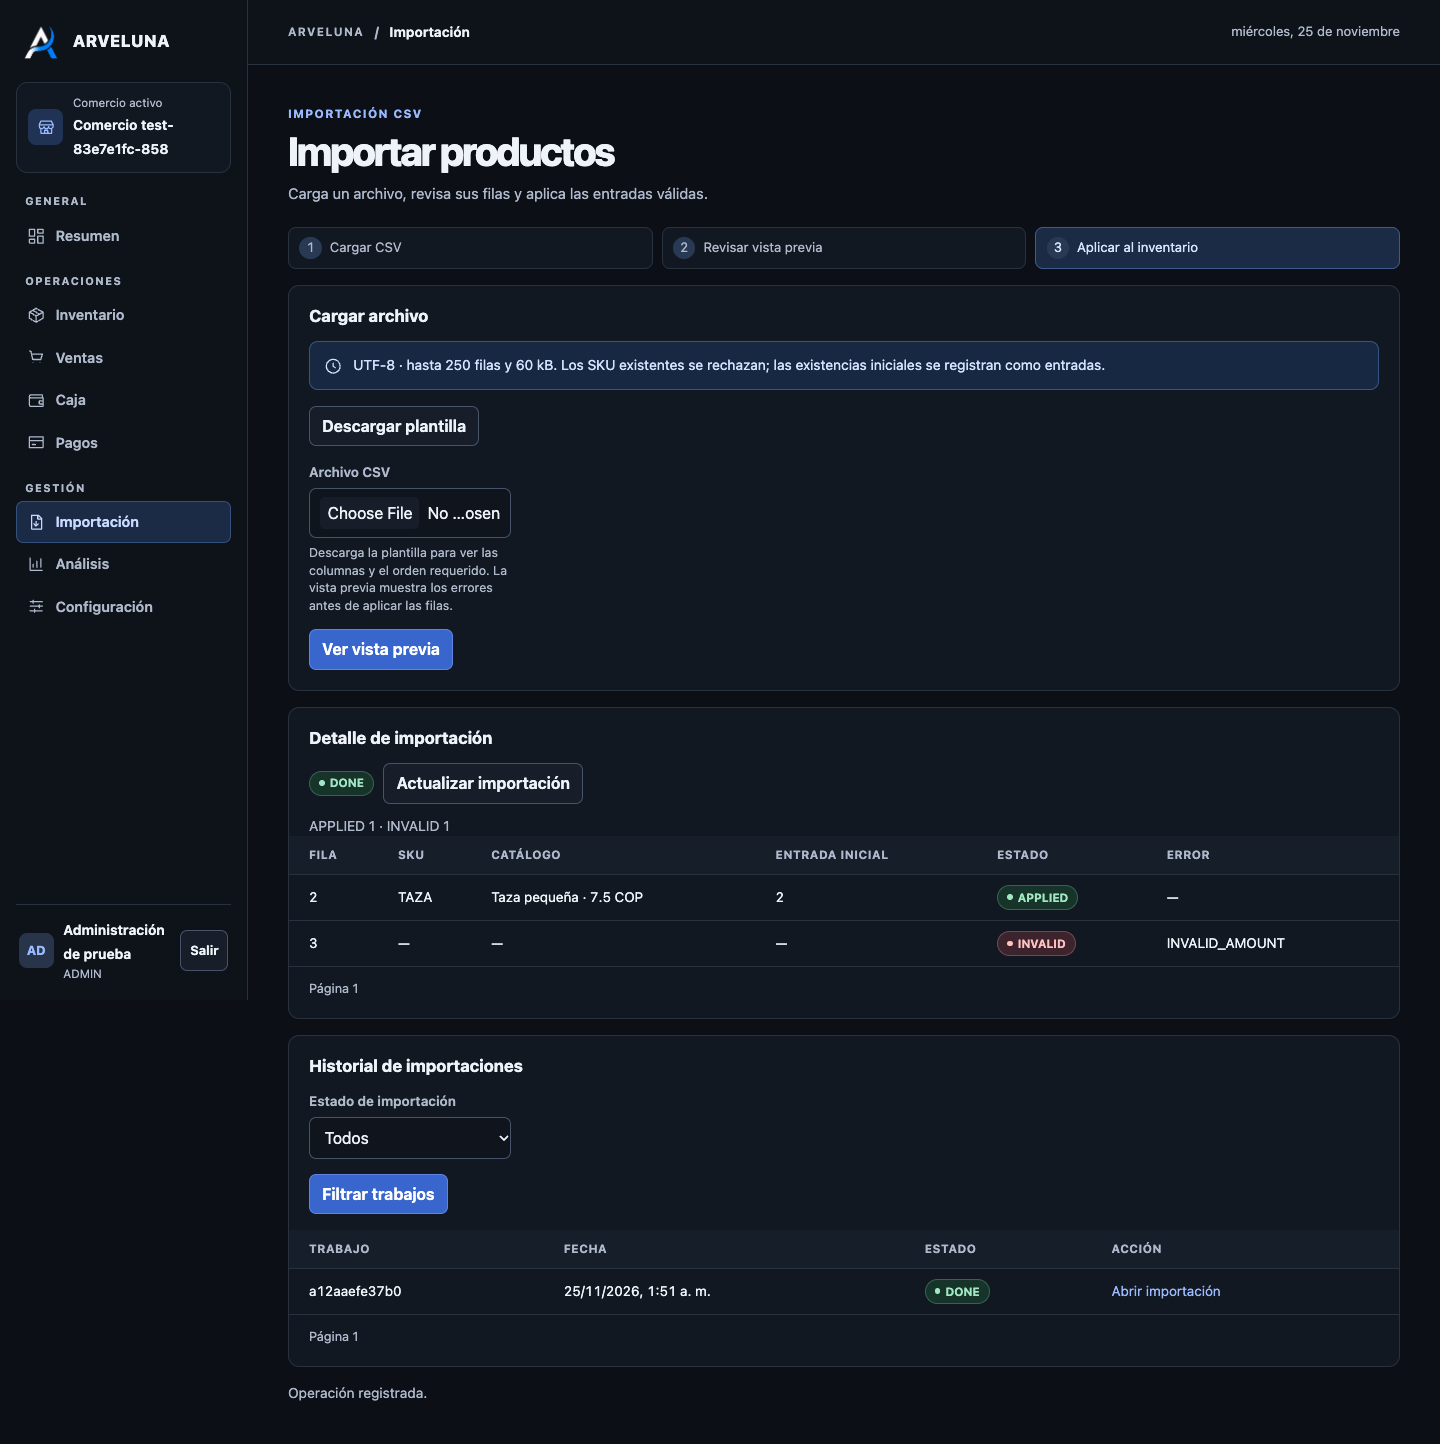 ARVELUNA
Comercio activo
Comercio test-
83e7e1fc-858
GENERAL
Resumen
OPERACIONES
Inventario
Ventas
Caja
Pagos
GESTIÓN
Importación
Análisis
Configuración
AD
Administración
de prueba
ADMIN
Salir
ARVELUNA / Importación
miércoles, 25 de noviembre
IMPORTACIÓN CSV
Importar productos
Carga un archivo, revisa sus filas y aplica las entradas válidas.
1 Cargar CSV
2 Revisar vista previa
3 Aplicar al inventario
Cargar archivo
UTF-8 · hasta 250 filas y 60 kB. Los SKU existentes se rechazan; las existencias iniciales se registran como entradas.
Descargar plantilla
Archivo CSV
Choose File No ...osen
Descarga la plantilla para ver las
columnas y el orden requerido. La
vista previa muestra los errores
antes de aplicar las filas.
Ver vista previa
Detalle de importación
DONE
Actualizar importación
APPLIED 1 · INVALID 1
FILA SKU CATÁLOGO ENTRADA INICIAL ESTADO ERROR
2 TAZA Taza pequeña · 7.5 COP 2 APPLIED —
3 — — — INVALID INVALID_AMOUNT
Página 1
Historial de importaciones
Estado de importación
Todos
Filtrar trabajos
TRABAJO FECHA ESTADO ACCIÓN
a12aaefe37b0 25/11/2026, 1:51 a. m. DONE Abrir importación
Página 1
Operación registrada.